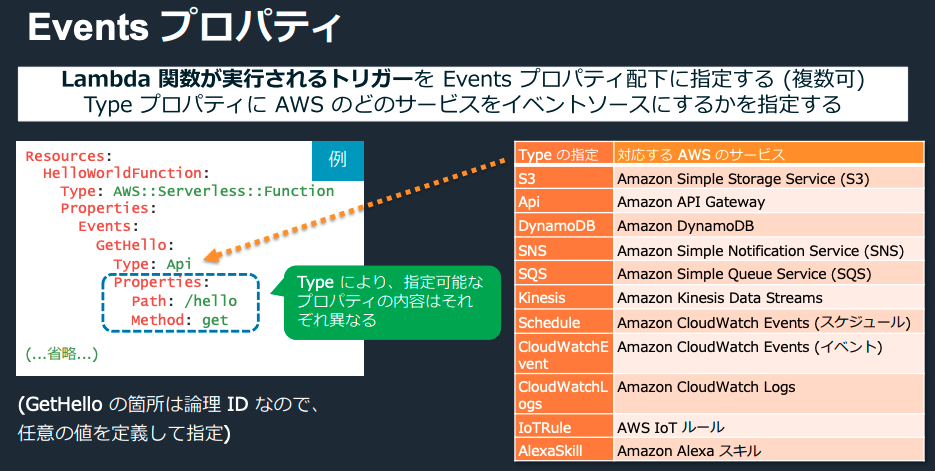 Events プロパティ
Lambda 関数が実行されるトリガーを Events プロパティ配下に指定する (複数可)
Type プロパティに AWS のどのサービスをイベントソースにするかを指定する
例
Resources:
HelloWorldFunction:
Type: AWS::Serverless::Function
Properties:
Events:
GetHello:
Type: Api
Properties:
Path: /hello
Method: get
(...省略...)
Type により、指定可能な
プロパティの内容はそれ
ぞれ異なる
(GetHello の箇所は論理 ID なので、
任意の値を定義して指定)
Type の指定 対応する AWS のサービス
S3 Amazon Simple Storage Service (S3)
Api Amazon API Gateway
DynamoDB Amazon DynamoDB
SNS Amazon Simple Notification Service (SNS)
SQS Amazon Simple Queue Service (SQS)
Kinesis Amazon Kinesis Data Streams
Schedule Amazon CloudWatch Events (スケジュール)
CloudWatchE Amazon CloudWatch Events (イベント)
vent
CloudWatchL Amazon CloudWatch Logs
ogs
IoTRule AWS IoT ルール
AlexaSkill Amazon Alexa スキル